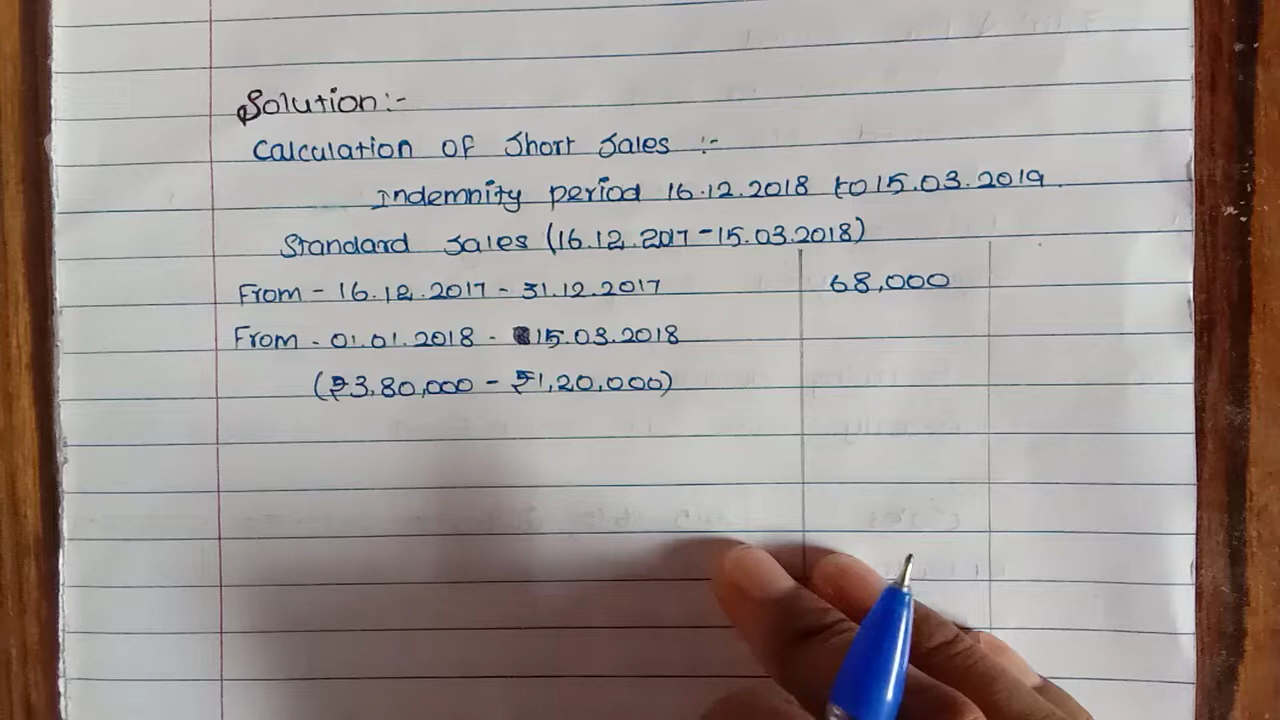 Solution:-
Calculation of Short Sales :-
Indemnity period 16.12.2018 to 15.03.2019.
Standard Sales (16.12.2017-15.03.2018)
From - 16.12.2017 - 31.12.2017 68,000
From - 01.01.2018 - 15.03.2018
(₹3,80,000 - ₹1,20,000)